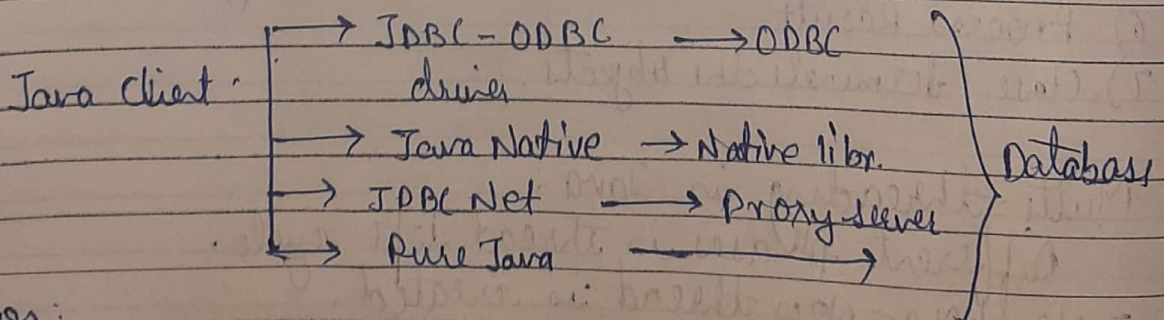 JDBC - ODBC → ODBC
Java Client driver
Java Native → Native libr. Database
JDBC Net → Proxy server
Pure Java →